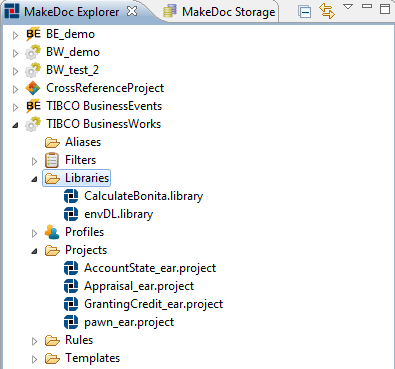 MakeDoc Explorer MakeDoc Storage
BE_demo
BW_demo
BW_test_2
CrossReferenceProject
TIBCO BusinessEvents
TIBCO BusinessWorks
Aliases
Filters
Libraries
CalculateBonita.library
envDL.library
Profiles
Projects
AccountState_ear.project
Appraisal_ear.project
GrantingCredit_ear.project
pawn_ear.project
Rules
Templates